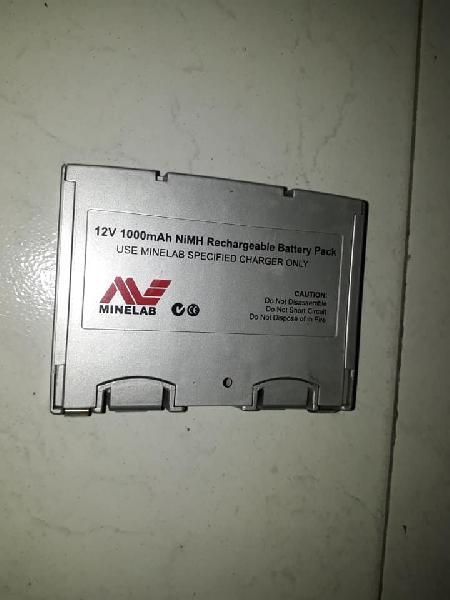 12V 1000mAh NiMH Rechargeable Battery Pack
USE MINELAB SPECIFIED CHARGER ONLY
MINELAB
CAUTION:
Do Not Disassemble
Do Not Short Circuit
Do Not Dispose of in Fire